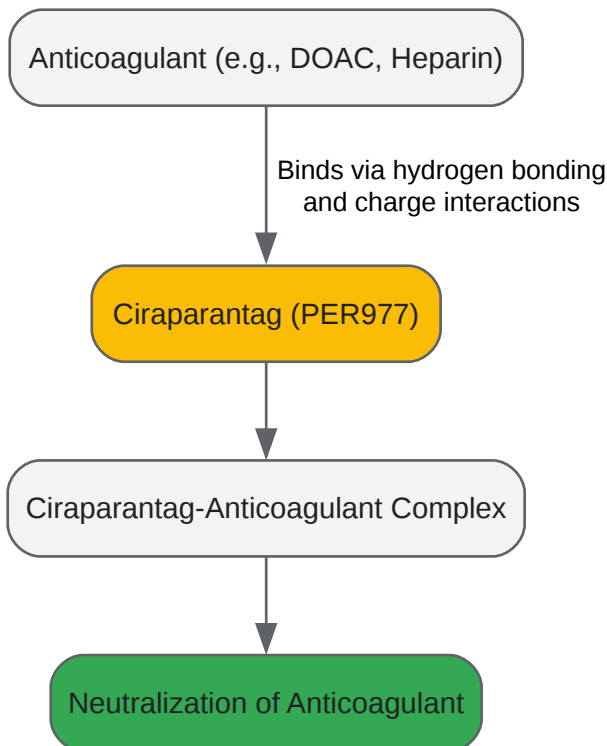 Anticoagulant (e.g., DOAC, Heparin)
Binds via hydrogen bonding
and charge interactions
Ciraparantag (PER977)
Ciraparantag-Anticoagulant Complex
Neutralization of Anticoagulant